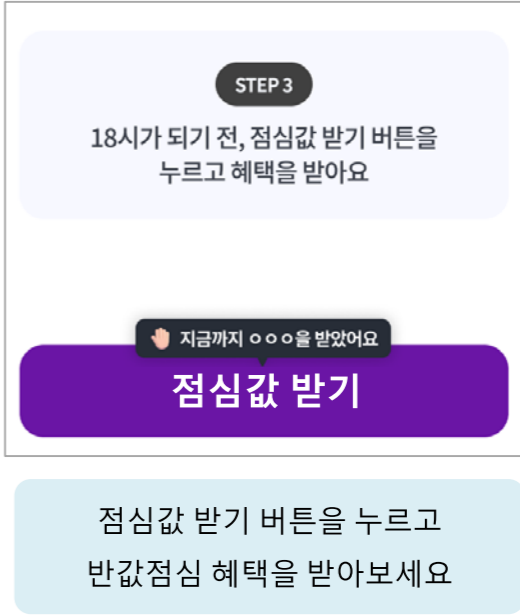 STEP 3
18시가 되기 전, 점심값 받기 버튼을
누르고 혜택을 받아요
지금까지 ㅇㅇㅇ을 받았어요
점심값 받기
점심값 받기 버튼을 누르고
반값점심 혜택을 받아보세요